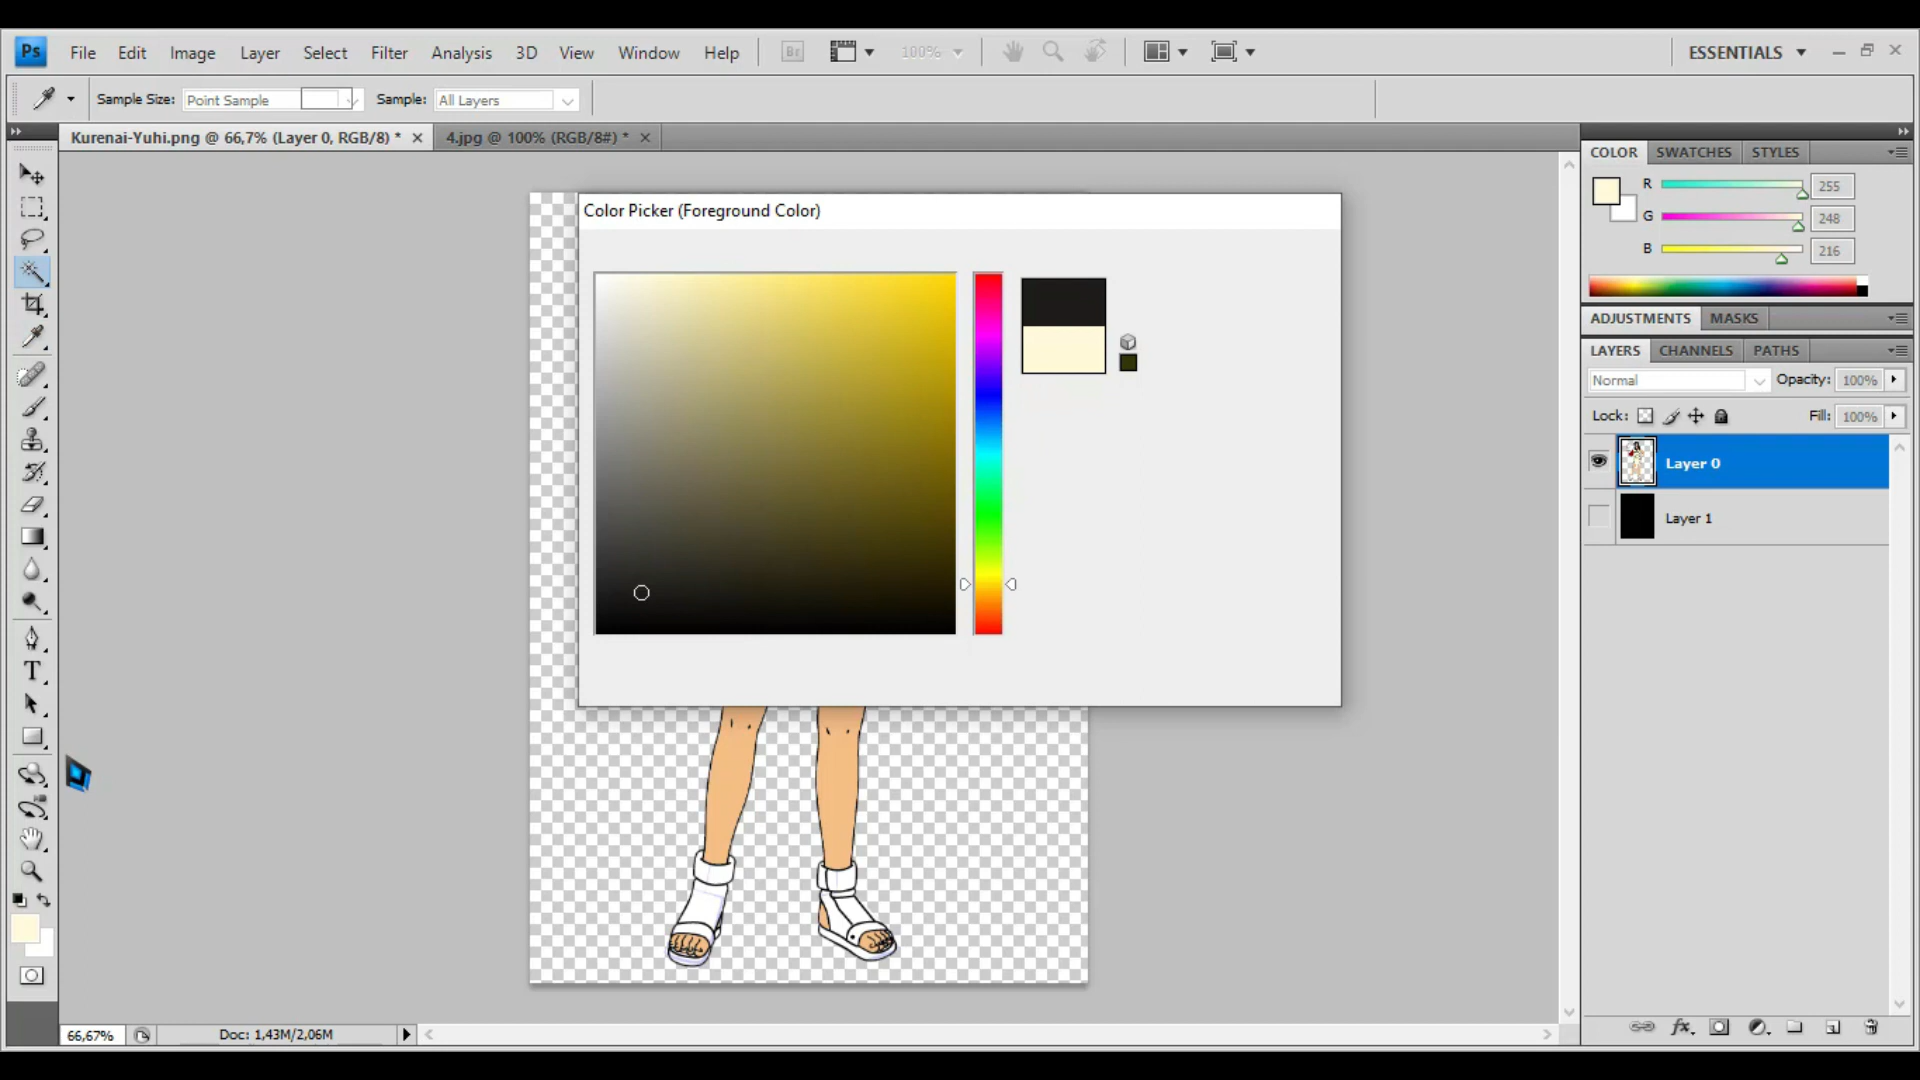 Ps File Edit Image Layer Select Filter Analysis 3D View Window Help Br 100% ESSENTIALS
Sample Size: Point Sample Sample: All Layers
Kurenai-Yuhi.png @ 66,7% (Layer 0, RGB/8) * 4.jpg @ 100% (RGB/8#) *
COLOR SWATCHES STYLES
R 255
G 248
B 216
Color Picker (Foreground Color)
ADJUSTMENTS MASKS
LAYERS CHANNELS PATHS
Normal Opacity: 100%
Lock: Fill: 100%
Layer 0
Layer 1
T
fx
66,67% Doc: 1,43M/2,06M